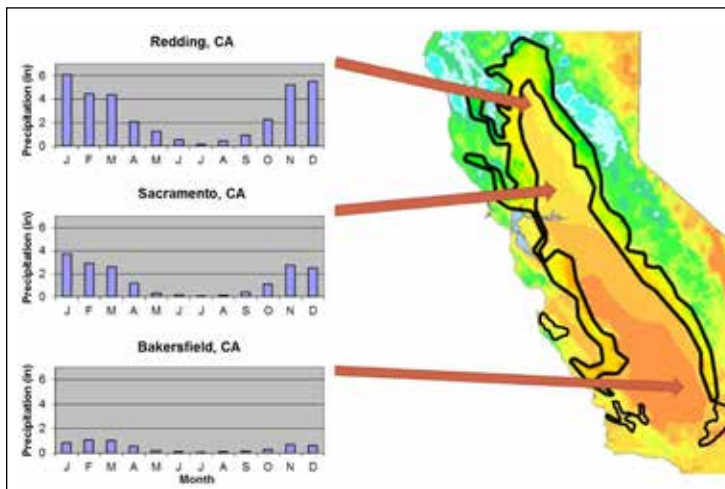 Redding, CA
Precipitation (in)
6
4
2
0
J F M A M J J A S O N D
Sacramento, CA
Precipitation (in)
6
4
2
0
J F M A M J J A S O N D
Bakersfield, CA
Precipitation (in)
6
4
2
0
J F M A M J J A S O N D
Month